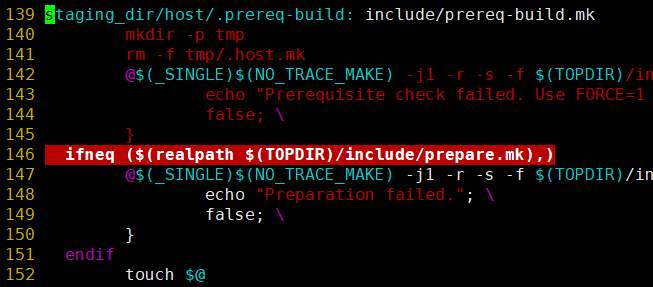 139 staging_dir/host/.prereq-build: include/prereq-build.mk
140 mkdir -p tmp
141 rm -f tmp/.host.mk
142 @$(_SINGLE)$(NO_TRACE_MAKE) -j1 -r -s -f $(TOPDIR)/in
143 echo "Prerequisite check failed. Use FORCE=1
144 false; \
145 }
146 ifneq ($(realpath $(TOPDIR)/include/prepare.mk),)
147 @$(_SINGLE)$(NO_TRACE_MAKE) -j1 -r -s -f $(TOPDIR)/in
148 echo "Preparation failed."; \
149 false; \
150 }
151 endif
152 touch $@